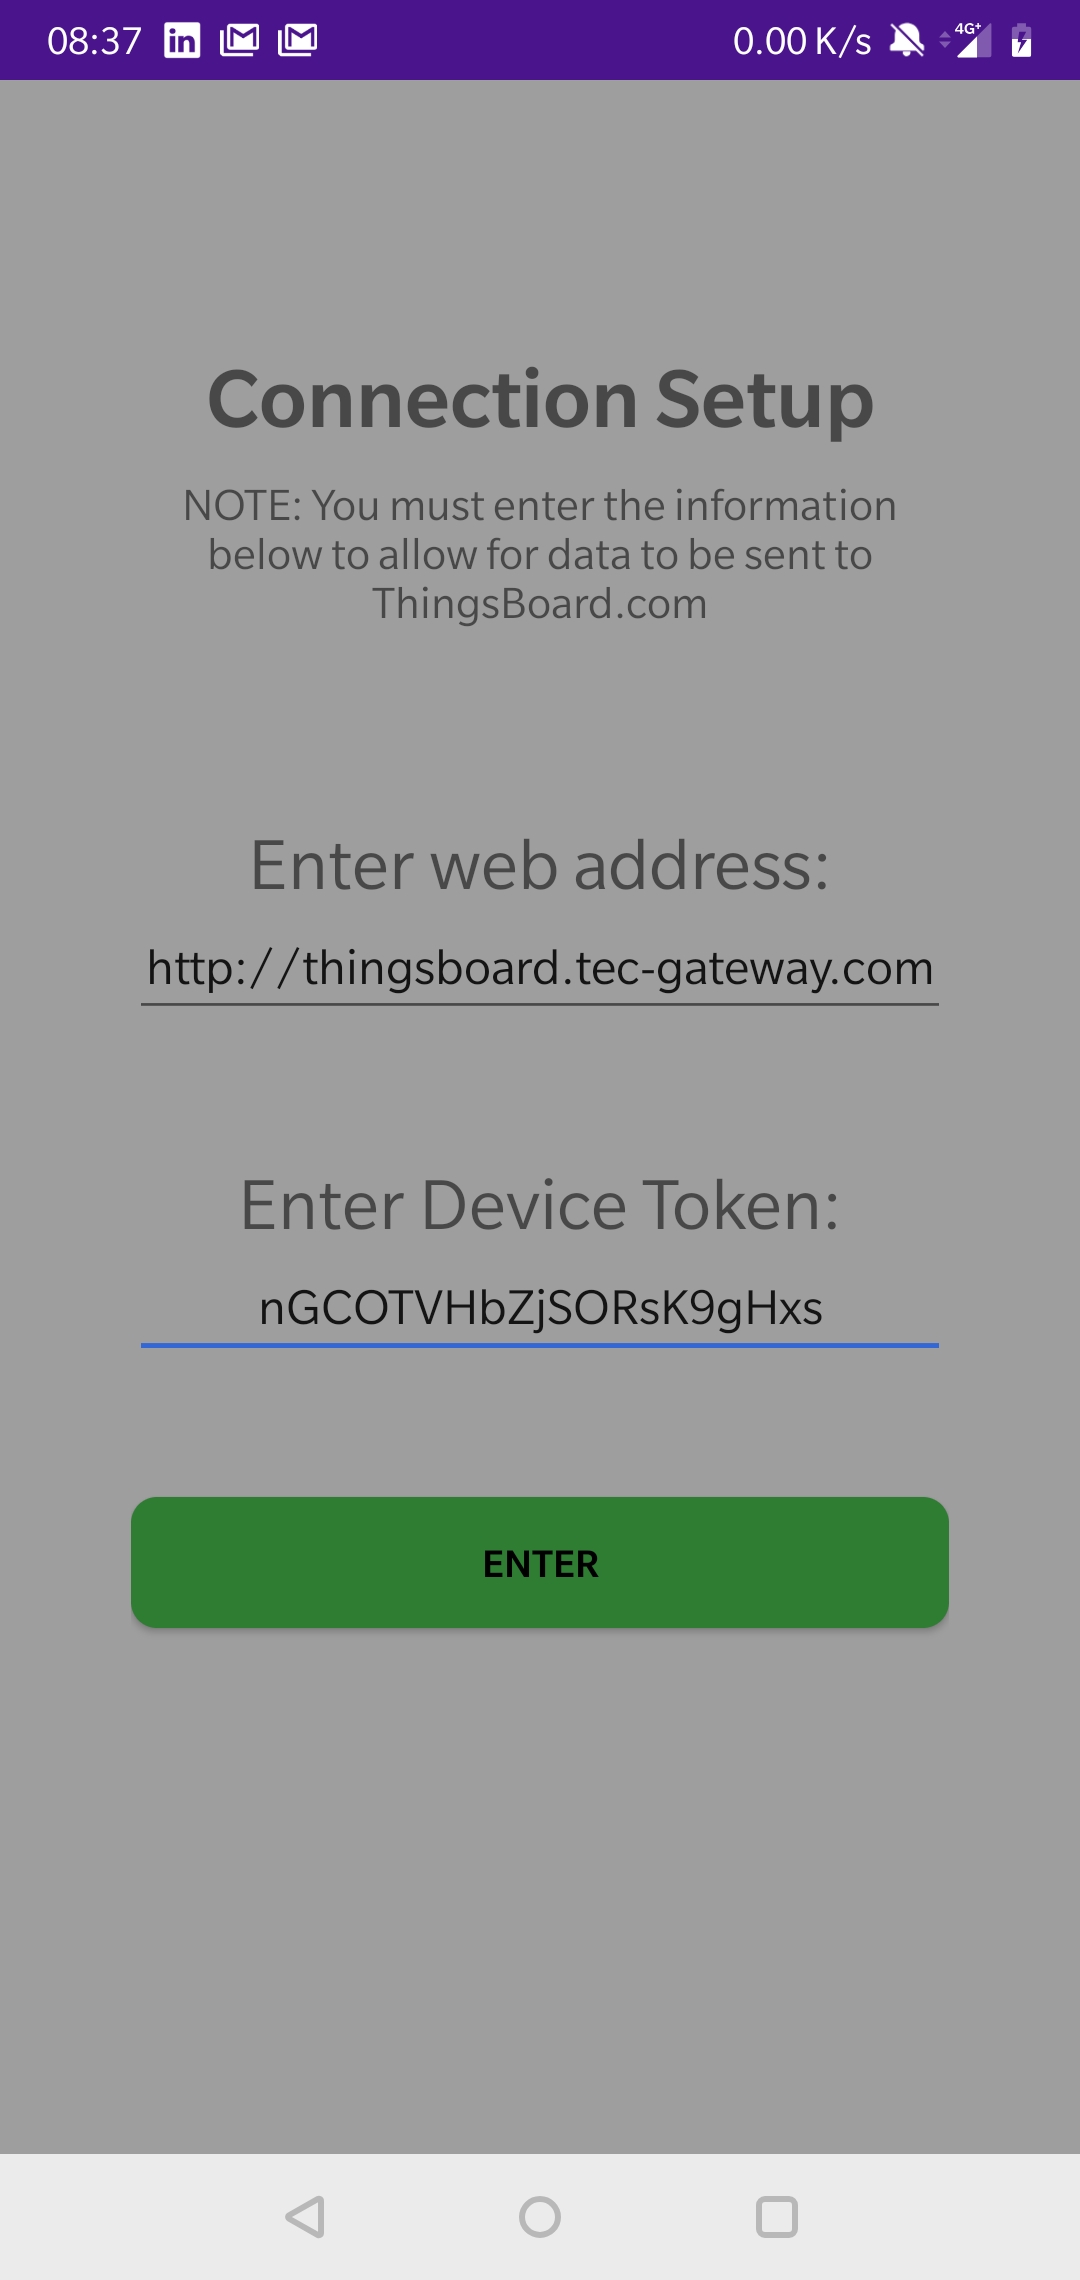 08:37
0.00 K/s
4G+
Connection Setup
NOTE: You must enter the information
below to allow for data to be sent to
ThingsBoard.com
Enter web address:
http://thingsboard.tec-gateway.com
Enter Device Token:
nGCOTVHbZjSORsK9gHxs
ENTER